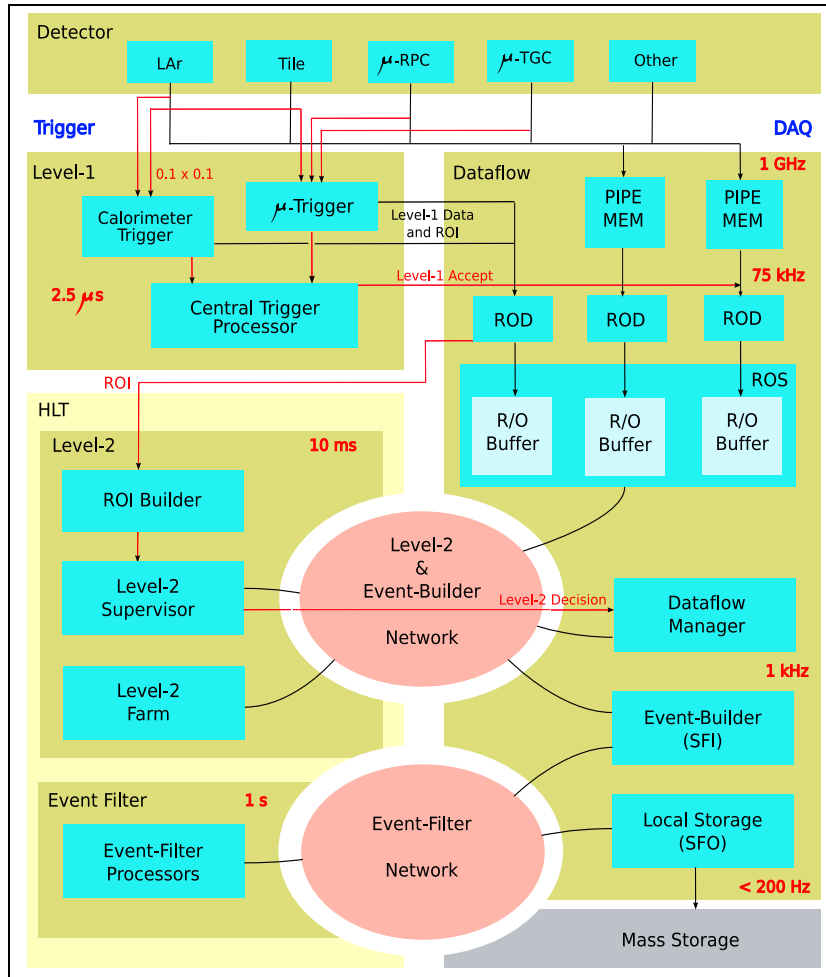 Detector
LAr
Tile
μ-RPC
μ-TGC
Other
Trigger
DAQ
Level-1
0.1 x 0.1
Calorimeter
Trigger
μ-Trigger
Level-1 Data
and ROI
2.5 μs
Central Trigger
Processor
Level-1 Accept
Dataflow
1 GHz
PIPE
MEM
PIPE
MEM
75 kHz
ROD
ROD
ROD
ROI
ROS
R/O
Buffer
R/O
Buffer
R/O
Buffer
HLT
Level-2
10 ms
ROI Builder
Level-2
Supervisor
Level-2
Farm
Level-2
&
Event-Builder
Network
Level-2 Decision
Dataflow
Manager
1 kHz
Event-Builder
(SFI)
Event Filter
1 s
Event-Filter
Processors
Event-Filter
Network
Local Storage
(SFO)
< 200 Hz
Mass Storage